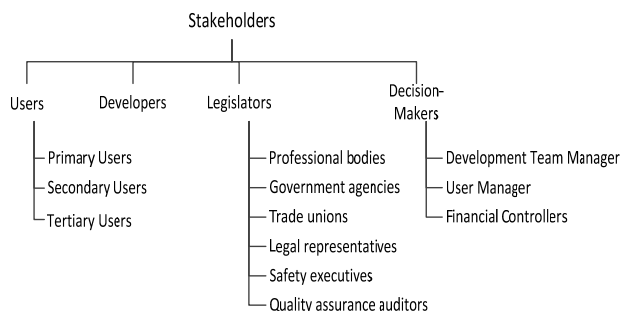 Stakeholders
Users
Developers
Legislators
Decision-
Makers
Primary Users
Secondary Users
Tertiary Users
Professional bodies
Government agencies
Trade unions
Legal representatives
Safety executives
Quality assurance auditors
Development Team Manager
User Manager
Financial Controllers